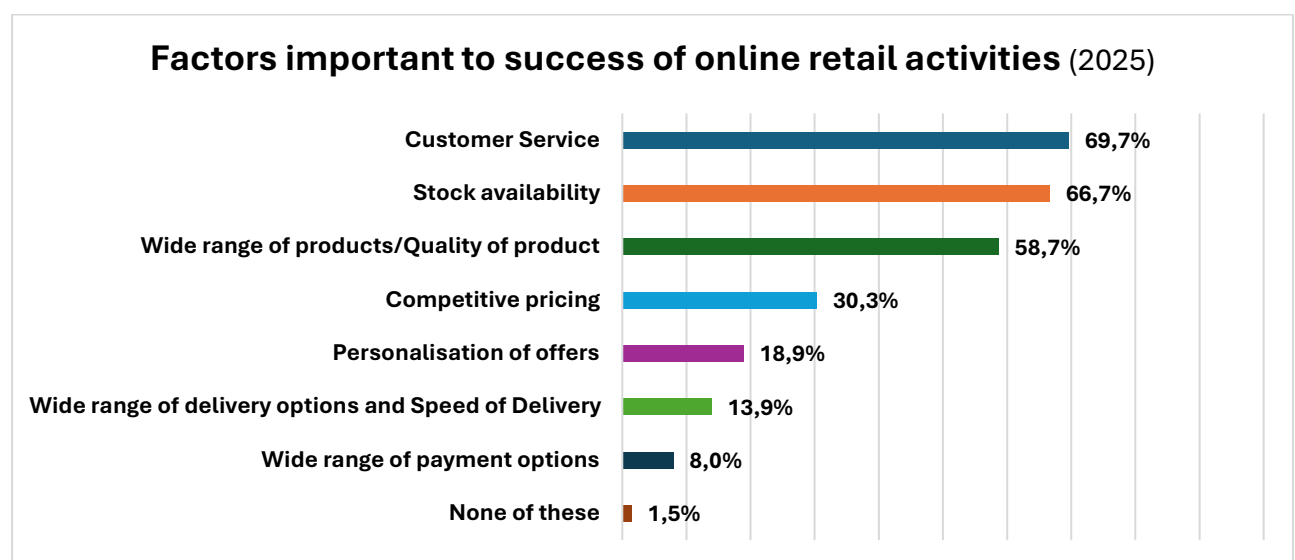 Factors important to success of online retail activities (2025)
Customer Service 69,7%
Stock availability 66,7%
Wide range of products/Quality of product 58,7%
Competitive pricing 30,3%
Personalisation of offers 18,9%
Wide range of delivery options and Speed of Delivery 13,9%
Wide range of payment options 8,0%
None of these 1,5%